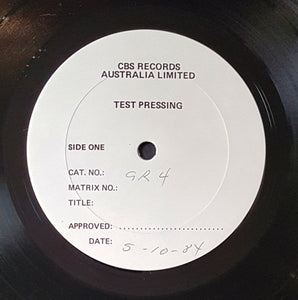 CBS RECORDS
AUSTRALIA LIMITED
TEST PRESSING
SIDE ONE
CAT. NO.: GR 4
MATRIX NO.:
TITLE:
APPROVED:
DATE: 5-10-84